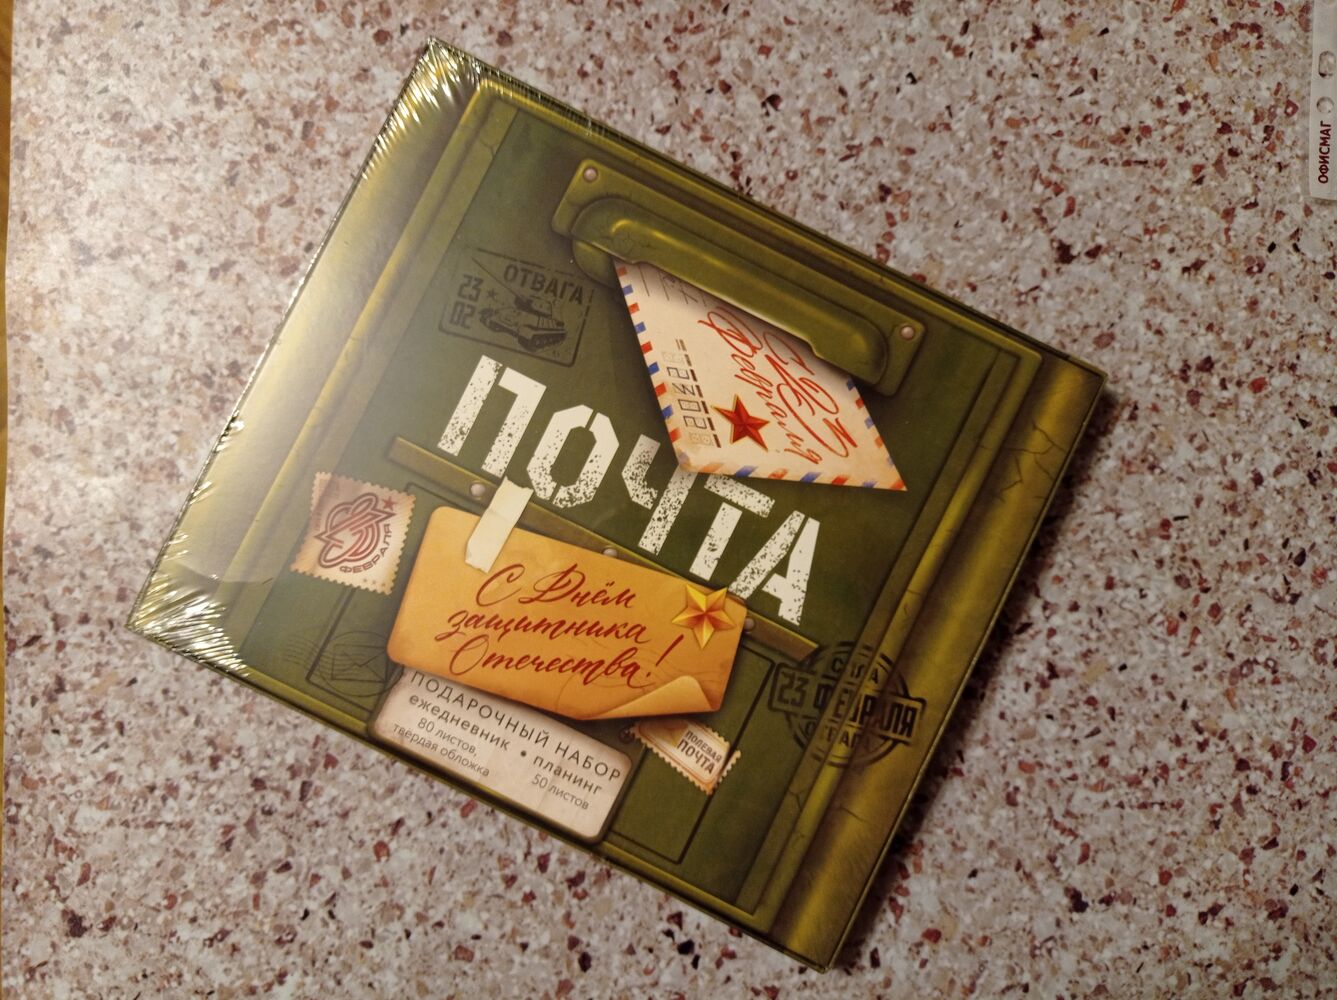 ОТВАГА
23
02
С 23
Февраля
ПОЧТА
ФЕВРАЛЯ
С Днём
защитника
Отечества!
23
ФЕВРАЛЯ
ПОЛЕВАЯ
ПОЧТА
ПОДАРОЧНЫЙ НАБОР
ежедневник • планинг
80 листов, 50 листов
твердая обложка
ОФИСМАГ